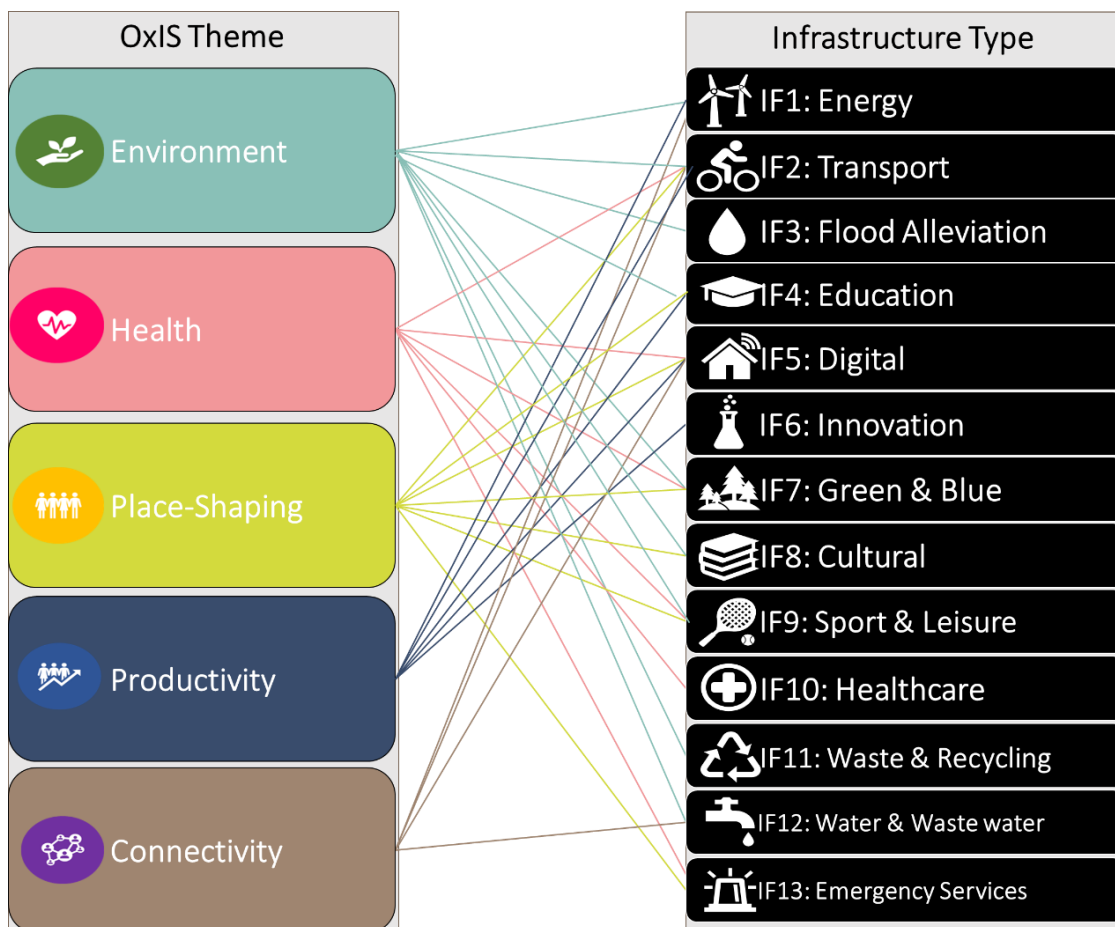 OxIS Theme
Environment
Health
Place-Shaping
Productivity
Connectivity
Infrastructure Type
IF1: Energy
IF2: Transport
IF3: Flood Alleviation
IF4: Education
IF5: Digital
IF6: Innovation
IF7: Green & Blue
IF8: Cultural
IF9: Sport & Leisure
IF10: Healthcare
IF11: Waste & Recycling
IF12: Water & Waste water
IF13: Emergency Services